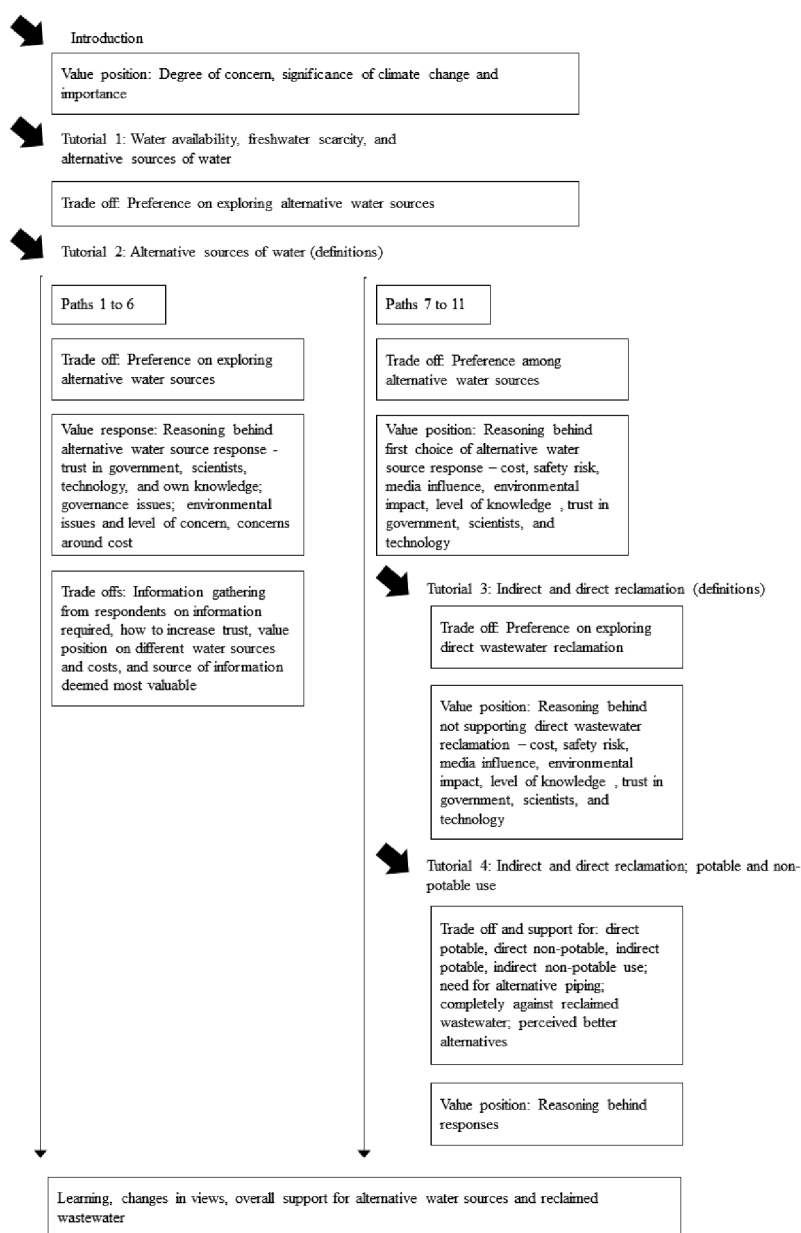 Introduction
Value position: Degree of concern, significance of climate change and
importance
Tutorial 1: Water availability, freshwater scarcity, and
alternative sources of water
Trade off: Preference on exploring alternative water sources
Tutorial 2: Alternative sources of water (definitions)
Paths 1 to 6
Trade off: Preference on exploring
alternative water sources
Value response: Reasoning behind
alternative water source response -
trust in government, scientists,
technology, and own knowledge;
governance issues; environmental
issues and level of concern, concerns
around cost
Trade offs: Information gathering
from respondents on information
required, how to increase trust, value
position on different water sources
and costs, and source of information
deemed most valuable
Paths 7 to 11
Trade off: Preference among
alternative water sources
Value position: Reasoning behind
first choice of alternative water
source response – cost, safety risk,
media influence, environmental
impact, level of knowledge , trust in
government, scientists, and
technology
Tutorial 3: Indirect and direct reclamation (definitions)
Trade off: Preference on exploring
direct wastewater reclamation
Value position: Reasoning behind
not supporting direct wastewater
reclamation – cost, safety risk,
media influence, environmental
impact, level of knowledge , trust in
government, scientists, and
technology
Tutorial 4: Indirect and direct reclamation; potable and non-
potable use
Trade off and support for: direct
potable, direct non-potable, indirect
potable, indirect non-potable use;
need for alternative piping;
completely against reclaimed
wastewater; perceived better
alternatives
Value position: Reasoning behind
responses
Learning, changes in views, overall support for alternative water sources and reclaimed
wastewater